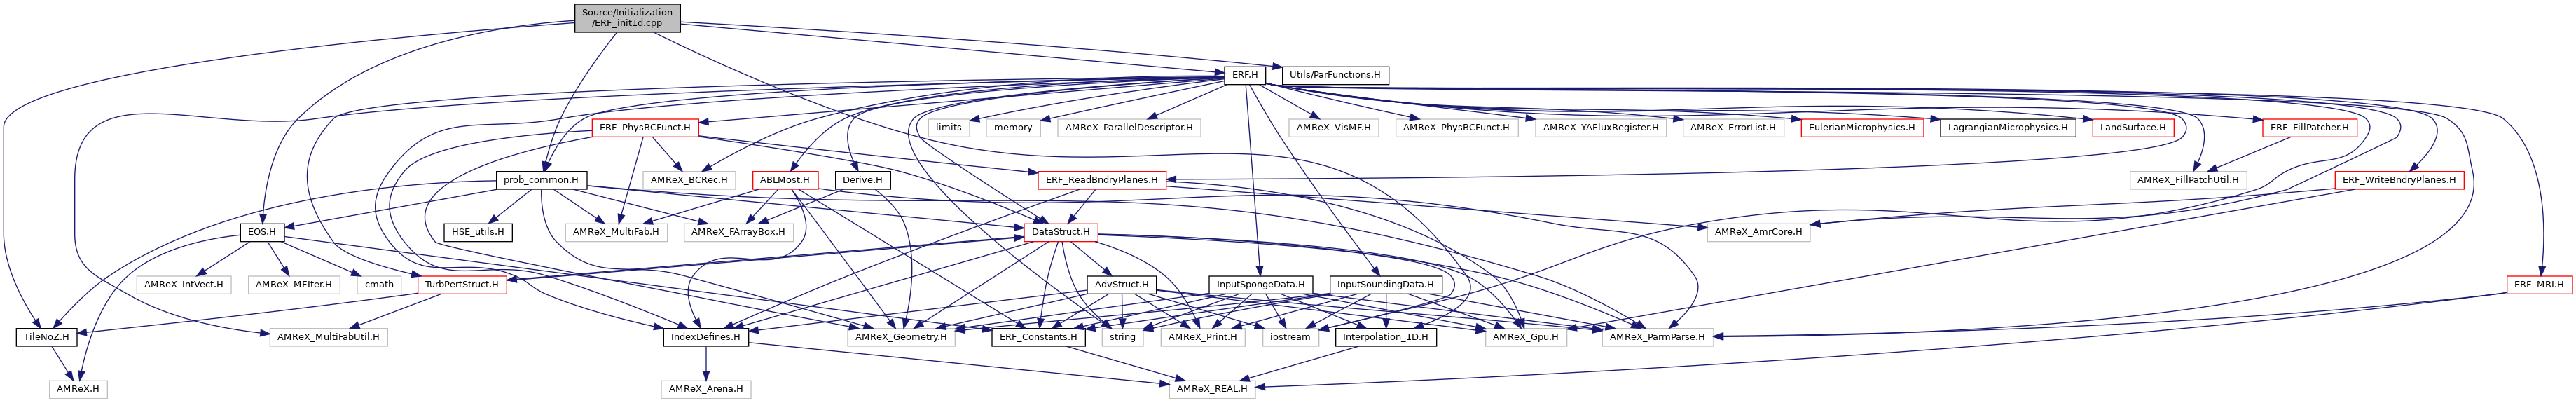 Source/Initialization
/ERF_init1d.cpp
ERF.H
Utils/ParFunctions.H
ERF_PhysBCFunct.H
limits
memory
AMReX_ParallelDescriptor.H
AMReX_VisMF.H
AMReX_PhysBCFunct.H
AMReX_YAFluxRegister.H
AMReX_ErrorList.H
EulerianMicrophysics.H
LagrangianMicrophysics.H
LandSurface.H
ERF_FillPatcher.H
prob_common.H
AMReX_BCRec.H
ABLMost.H
Derive.H
ERF_ReadBndryPlanes.H
AMReX_FillPatchUtil.H
ERF_WriteBndryPlanes.H
EOS.H
HSE_utils.H
AMReX_MultiFab.H
AMReX_FArrayBox.H
DataStruct.H
AMReX_AmrCore.H
AMReX_IntVect.H
AMReX_MFIter.H
cmath
TurbPertStruct.H
AdvStruct.H
InputSpongeData.H
InputSoundingData.H
ERF_MRI.H
TileNoZ.H
AMReX_MultiFabUtil.H
IndexDefines.H
AMReX_Geometry.H
ERF_Constants.H
string
AMReX_Print.H
iostream
Interpolation_1D.H
AMReX_Gpu.H
AMReX_ParmParse.H
AMReX.H
AMReX_Arena.H
AMReX_REAL.H